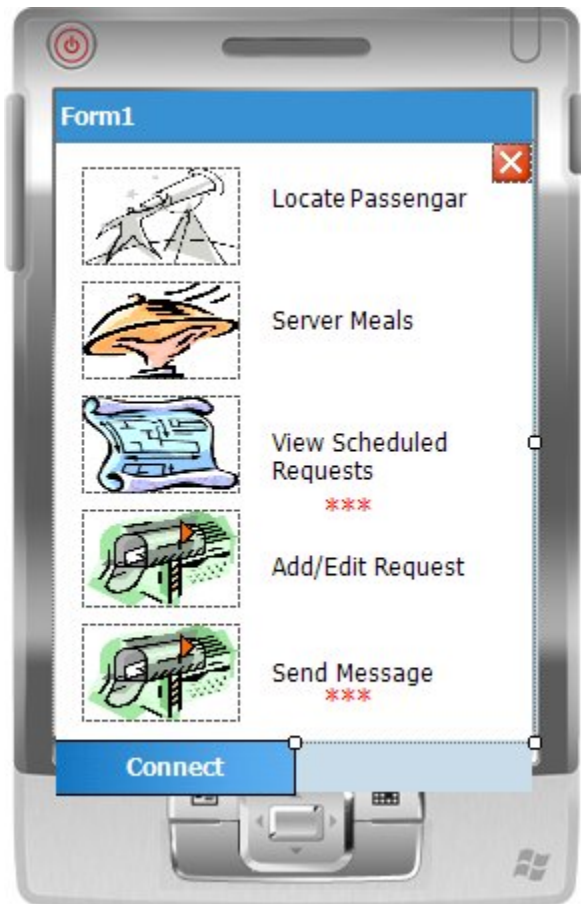 Form1
Locate Passengar
Server Meals
View Scheduled
Requests
***
Add/Edit Request
Send Message
***
Connect